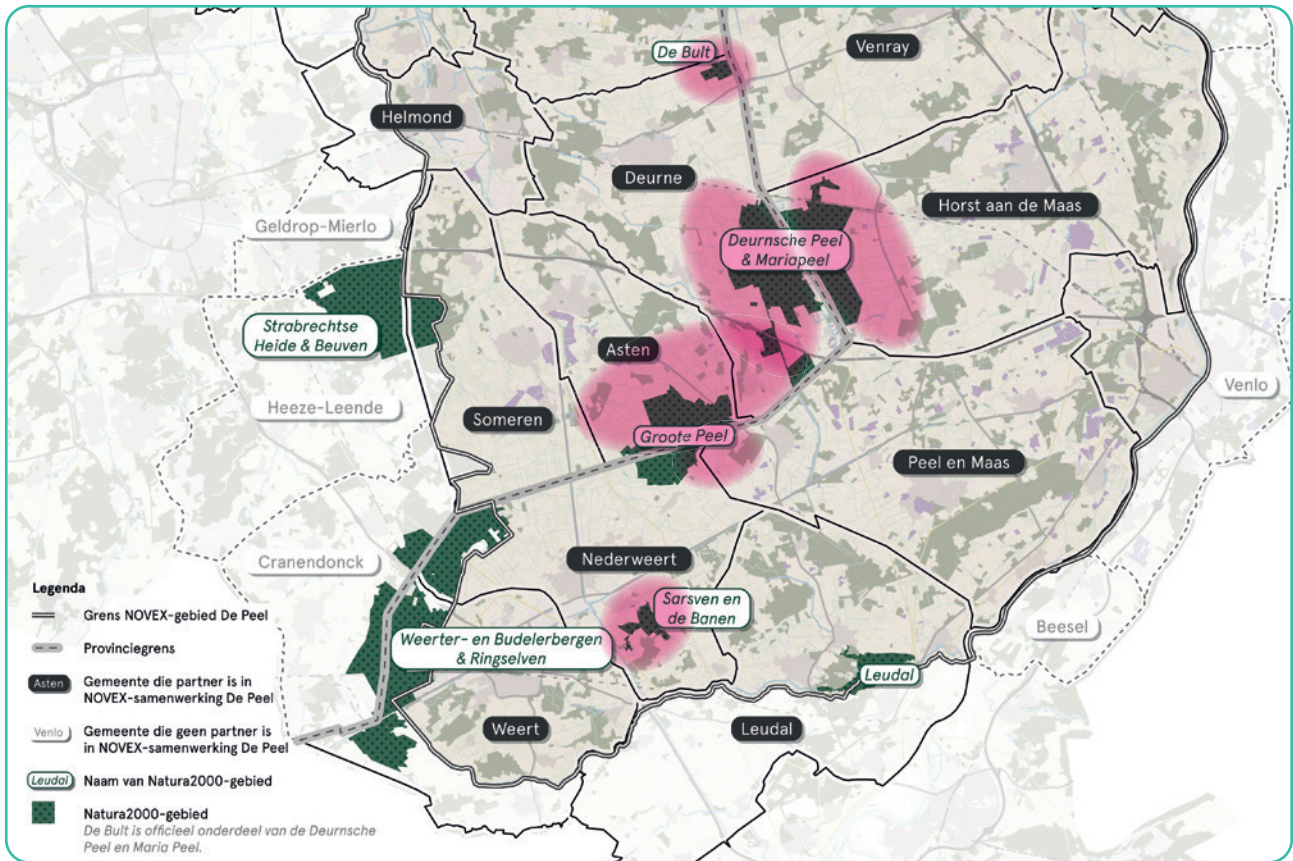 De Bult
Venray
Helmond
Deurne
Horst aan de Maas
Geldrop-Mierlo
Deurnsche Peel
& Mariapeel
Strabrechtse
Heide & Beuven
Asten
Venlo
Heeze-Leende
Someren
Groote Peel
Peel en Maas
Cranendonck
Nederweert
Sarsven en
de Banen
Beesel
Weerter- en Budelerbergen
& Ringselven
Leudal
Weert
Leudal
Legenda
Grens NOVEX-gebied De Peel
Provinciegrens
Asten
Gemeente die partner is in
NOVEX-samenwerking De Peel
Venlo
Gemeente die geen partner is
in NOVEX-samenwerking De Peel
Leudal
Naam van Natura2000-gebied
Natura2000-gebied
De Bult is officieel onderdeel van de Deurnsche
Peel en Maria Peel.